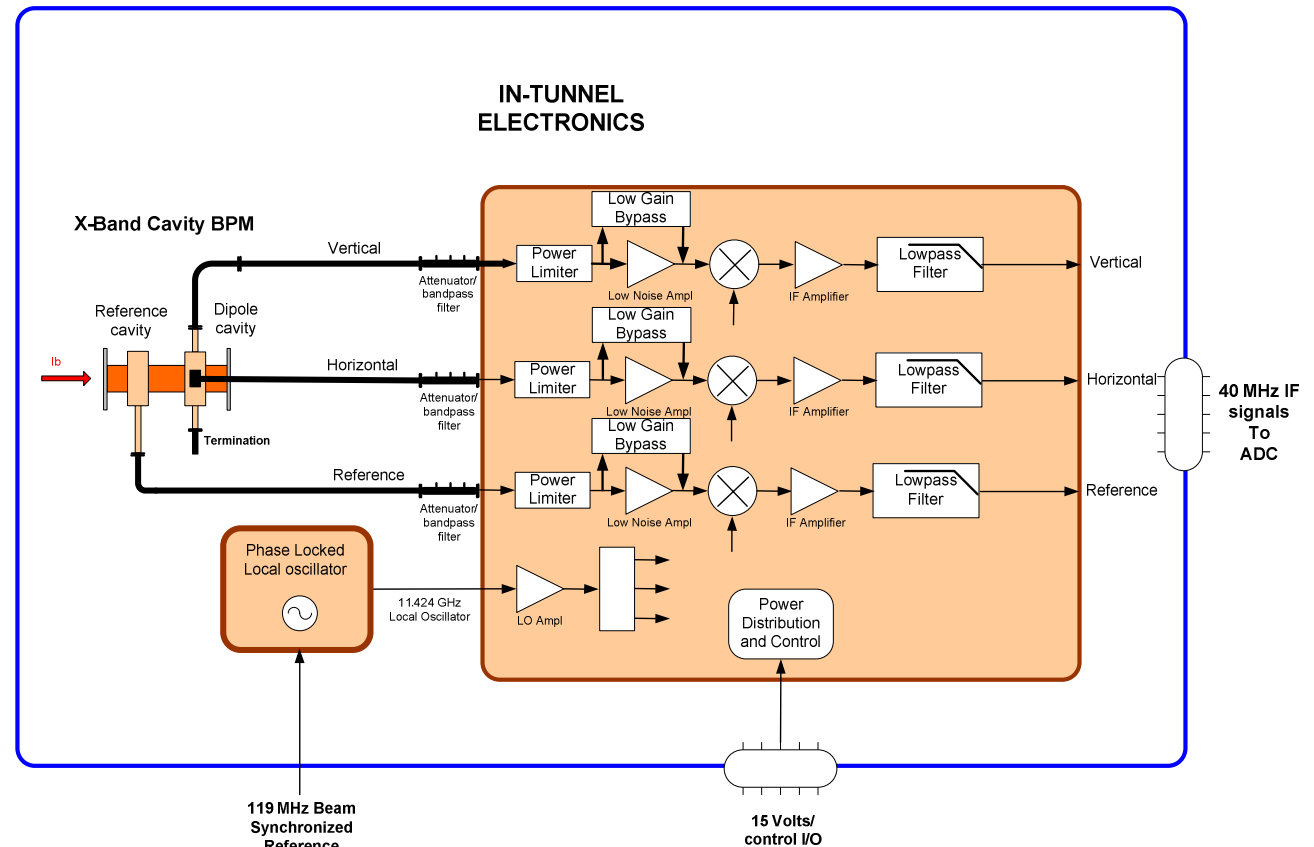 IN-TUNNEL
ELECTRONICS
X-Band Cavity BPM
Reference
cavity
Dipole
cavity
Ib
Termination
Vertical
Attenuator/
bandpass
filter
Power
Limiter
Low Gain
Bypass
Low Noise Ampl
IF Amplifier
Lowpass
Filter
Vertical
Horizontal
Attenuator/
bandpass
filter
Power
Limiter
Low Gain
Bypass
Low Noise Ampl
IF Amplifier
Lowpass
Filter
Horizontal
Reference
Attenuator/
bandpass
filter
Power
Limiter
Low Gain
Bypass
Low Noise Ampl
IF Amplifier
Lowpass
Filter
Reference
40 MHz IF
signals
To
ADC
Phase Locked
Local oscillator
11.424 GHz
Local Oscillator
LO Ampl
Power
Distribution
and Control
119 MHz Beam
Synchronized
Reference
15 Volts/
control I/O